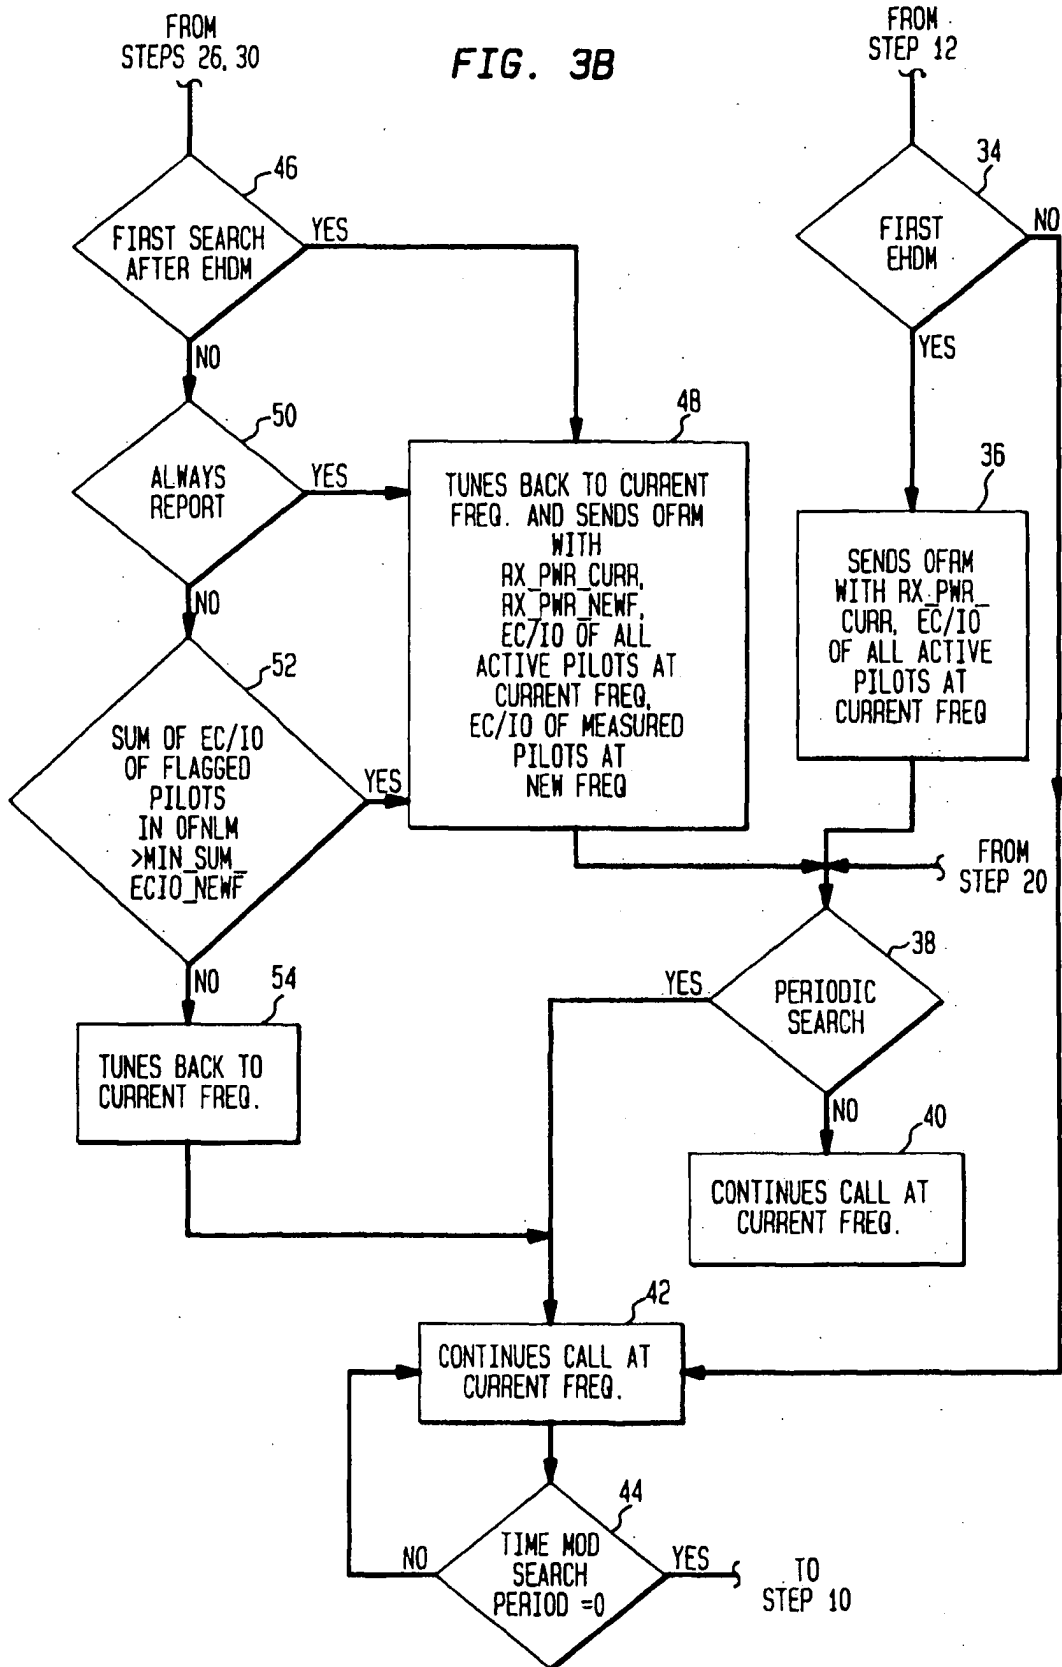 FROM
STEPS 26, 30
FIG. 3B
FROM
STEP 12
46
FIRST SEARCH
AFTER EHDM
YES
NO
34
FIRST
EHDM
NO
YES
50
ALWAYS
REPORT
YES
NO
48
TUNES BACK TO CURRENT
FREQ. AND SENDS OFRM
WITH
RX_PWR_CURR,
RX_PWR_NEWF,
EC/IO OF ALL
ACTIVE PILOTS AT
CURRENT FREQ,
EC/IO OF MEASURED
PILOTS AT
NEW FREQ
36
SENDS OFRM
WITH RX_PWR_
CURR, EC/IO
OF ALL ACTIVE
PILOTS AT
CURRENT FREQ
52
SUM OF EC/IO
OF FLAGGED
PILOTS
IN OFNLM
>MIN_SUM_
ECIO_NEWF
YES
NO
FROM
STEP 20
38
PERIODIC
SEARCH
YES
NO
54
TUNES BACK TO
CURRENT FREQ.
40
CONTINUES CALL AT
CURRENT FREQ.
42
CONTINUES CALL AT
CURRENT FREQ.
44
TIME MOD
SEARCH
PERIOD =0
NO
YES
TO
STEP 10